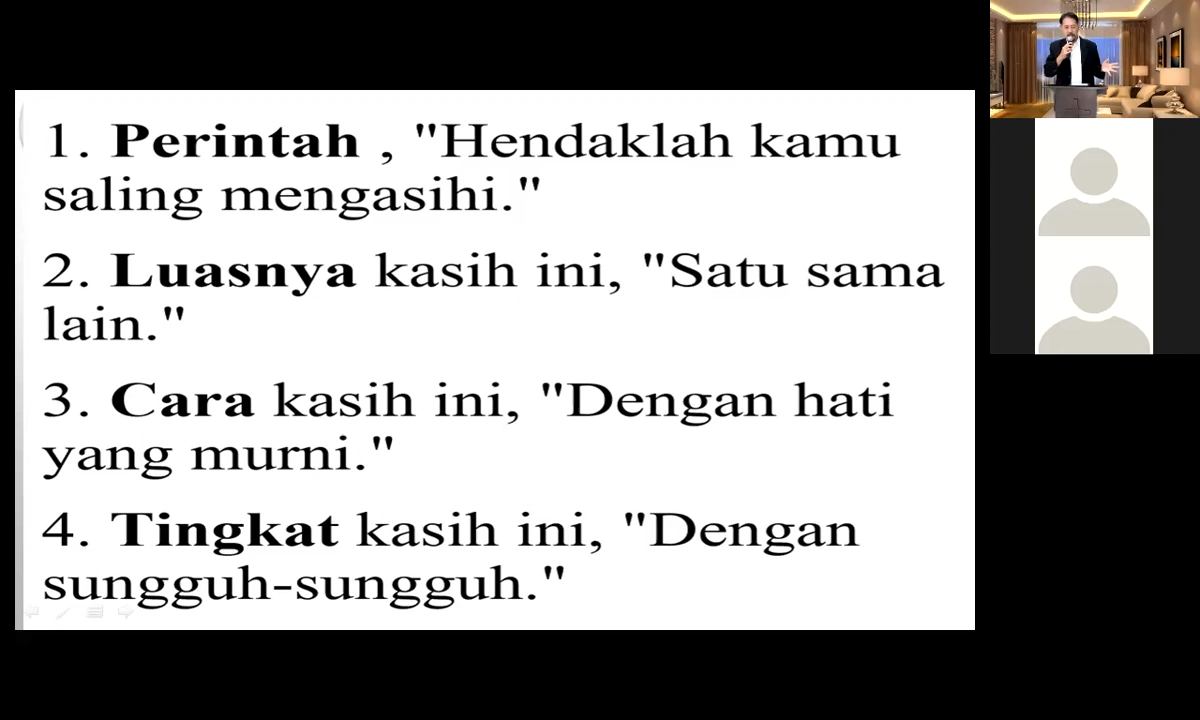 1. Perintah , "Hendaklah kamu
saling mengasihi."
2. Luasnya kasih ini, "Satu sama
lain."
3. Cara kasih ini, "Dengan hati
yang murni."
4. Tingkat kasih ini, "Dengan
sungguh-sungguh."